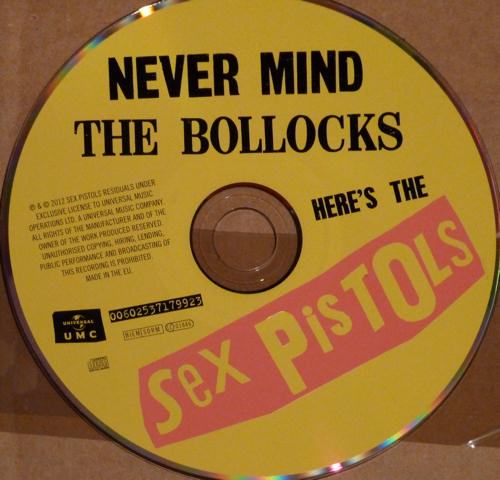 NEVER MIND
THE BOLLOCKS
HERE'S THE
SEX PISTOLS
℗ & © 2012 SEX PISTOLS RESIDUALS UNDER
EXCLUSIVE LICENSE TO UNIVERSAL MUSIC
OPERATIONS LTD. A UNIVERSAL MUSIC COMPANY.
ALL RIGHTS OF THE MANUFACTURER AND OF THE
OWNER OF THE WORK PRODUCED RESERVED.
UNAUTHORISED COPYING, HIRING, LENDING,
PUBLIC PERFORMANCE AND BROADCASTING OF
THIS RECORDING IS PROHIBITED.
MADE IN THE EU.
UNIVERSAL
UMC
00602537179923